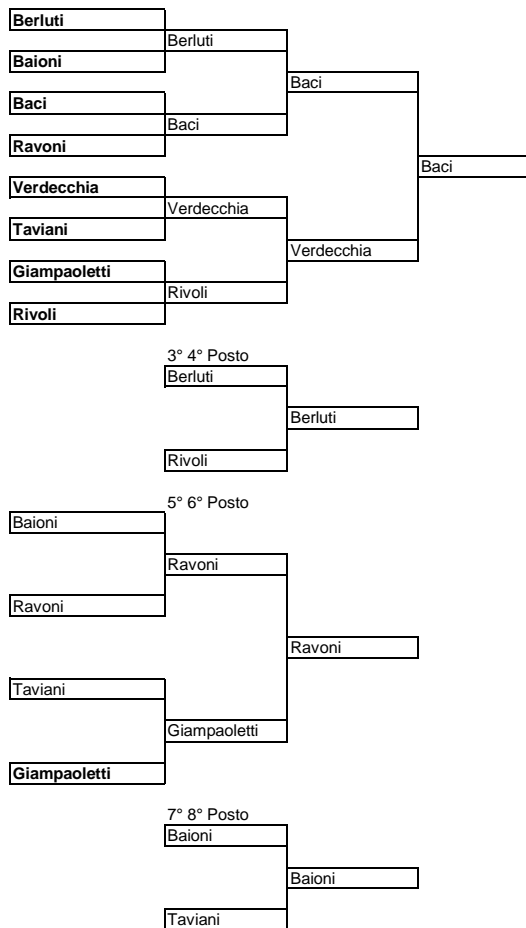 Berluti
Berluti
Baioni
Baci
Baci
Baci
Ravoni
Baci
Verdecchia
Verdecchia
Taviani
Verdecchia
Giampaoletti
Rivoli
Rivoli
3° 4° Posto
Berluti
Berluti
Rivoli
5° 6° Posto
Baioni
Ravoni
Ravoni
Ravoni
Taviani
Giampaoletti
Giampaoletti
7° 8° Posto
Baioni
Baioni
Taviani